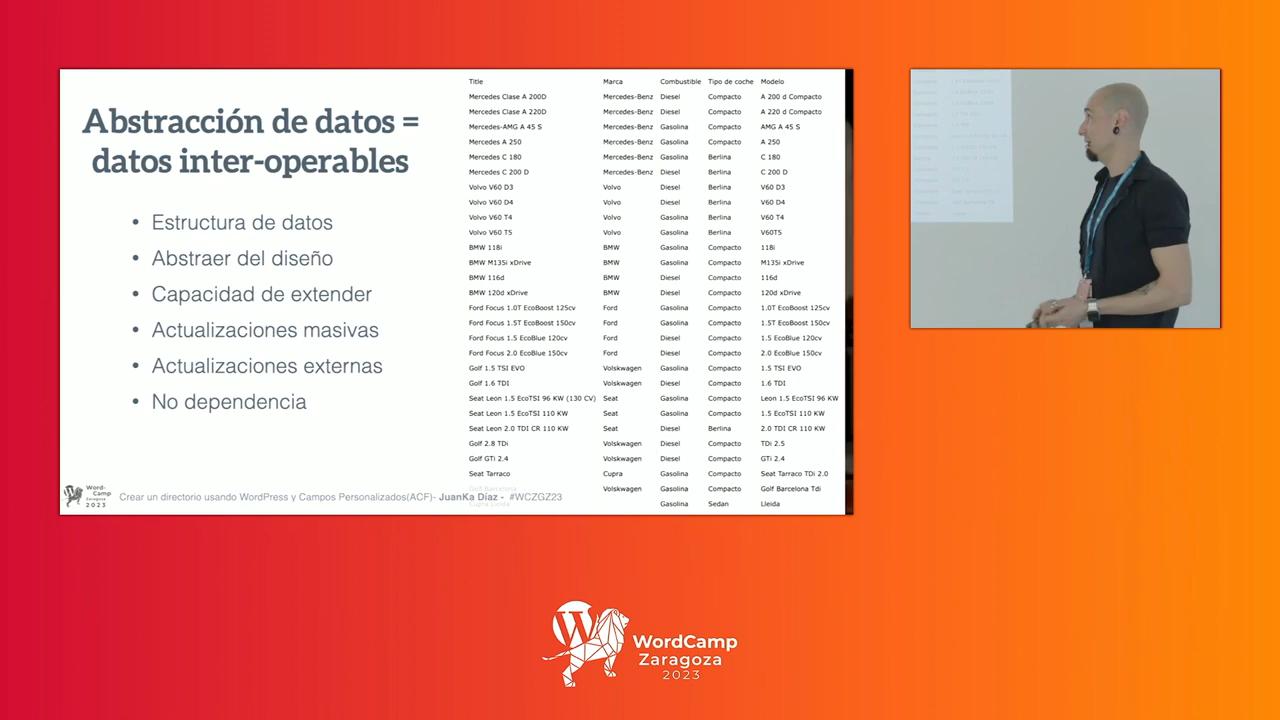 Abstracción de datos =
datos inter-operables
• Estructura de datos
• Abstraer del diseño
• Capacidad de extender
• Actualizaciones masivas
• Actualizaciones externas
• No dependencia
Title Marca Combustible Tipo de coche Modelo
Mercedes Clase A 200D Mercedes-Benz Diesel Compacto A 200 d Compacto
Mercedes Clase A 220D Mercedes-Benz Diesel Compacto A 220 d Compacto
Mercedes-AMG A 45 S Mercedes-Benz Gasolina Compacto AMG A 45 S
Mercedes A 250 Mercedes-Benz Gasolina Compacto A 250
Mercedes C 180 Mercedes-Benz Gasolina Berlina C 180
Mercedes C 200 D Mercedes-Benz Diesel Berlina C 200 D
Volvo V60 D3 Volvo Diesel Berlina V60 D3
Volvo V60 D4 Volvo Diesel Berlina V60 D4
Volvo V60 T4 Volvo Gasolina Berlina V60 T4
Volvo V60 T5 Volvo Gasolina Berlina V60T5
BMW 118i BMW Gasolina Compacto 118i
BMW M135i xDrive BMW Gasolina Compacto M135i xDrive
BMW 116d BMW Diesel Compacto 116d
BMW 120d xDrive BMW Diesel Compacto 120d xDrive
Ford Focus 1.0T EcoBoost 125cv Ford Gasolina Compacto 1.0T EcoBoost 125cv
Ford Focus 1.5T EcoBoost 150cv Ford Gasolina Compacto 1.5T EcoBoost 150cv
Ford Focus 1.5 EcoBlue 120cv Ford Diesel Compacto 1.5 EcoBlue 120cv
Ford Focus 2.0 EcoBlue 150cv Ford Diesel Compacto 2.0 EcoBlue 150cv
Golf 1.5 TSI EVO Volskwagen Gasolina Compacto 1.5 TSI EVO
Golf 1.6 TDI Volskwagen Diesel Compacto 1.6 TDI
Seat Leon 1.5 EcoTSI 96 KW (130 CV) Seat Gasolina Compacto Leon 1.5 EcoTSI 96 KW
Seat Leon 1.5 EcoTSI 110 KW Seat Gasolina Compacto 1.5 EcoTSI 110 KW
Seat Leon 2.0 TDI CR 110 KW Seat Diesel Berlina 2.0 TDI CR 110 KW
Golf 2.8 TDi Volskwagen Diesel Compacto TDi 2.5
Golf GTi 2.4 Volskwagen Diesel Compacto GTi 2.4
Seat Tarraco Cupra Gasolina Compacto Seat Tarraco TDi 2.0
Golf Barcelona Volskwagen Gasolina Compacto Golf Barcelona Tdi
Cupra Lleida Gasolina Sedan Lleida
Word-
Camp
Zaragoza
2023
Crear un directorio usando WordPress y Campos Personalizados(ACF)- JuanKa Díaz - #WCZGZ23
WordCamp
Zaragoza
2023